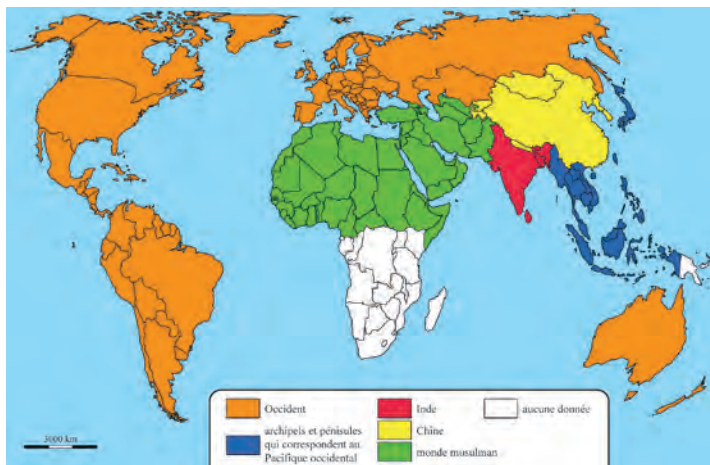 3000 km
Occident
archipels et pénisules
qui correspondent au
Pacifique occidental
Inde
Chine
monde musulman
aucune donnée